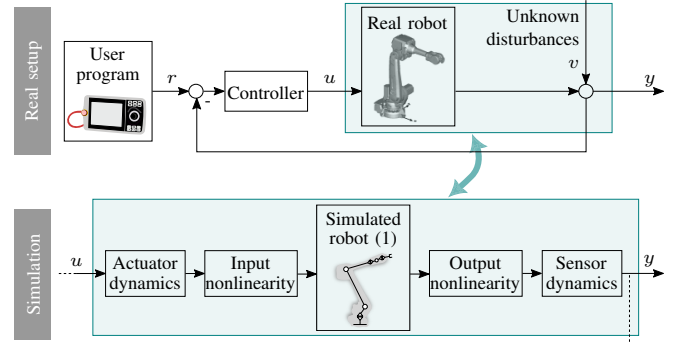 Real setup
User
program
r
-
Controller
u
Real robot
Unknown
disturbances
v
y
Simulation
u
Actuator
dynamics
Input
nonlinearity
Simulated
robot (1)
Output
nonlinearity
Sensor
dynamics
y